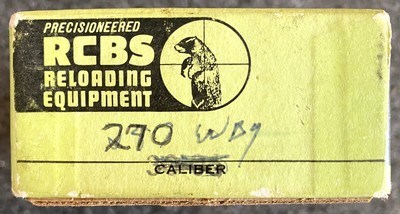 PRECISIONEERED
RCBS
RELOADING
EQUIPMENT
270 WBY
CALIBER